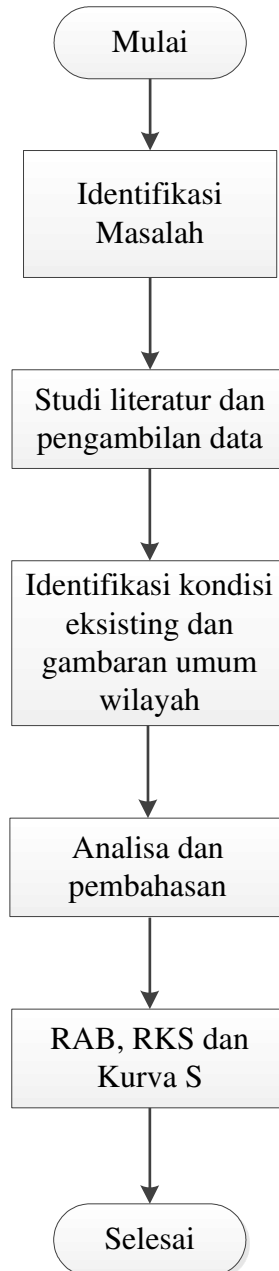 Mulai
Identifikasi
Masalah
Studi literatur dan
pengambilan data
Identifikasi kondisi
eksisting dan
gambaran umum
wilayah
Analisa dan
pembahasan
RAB, RKS dan
Kurva S
Selesai